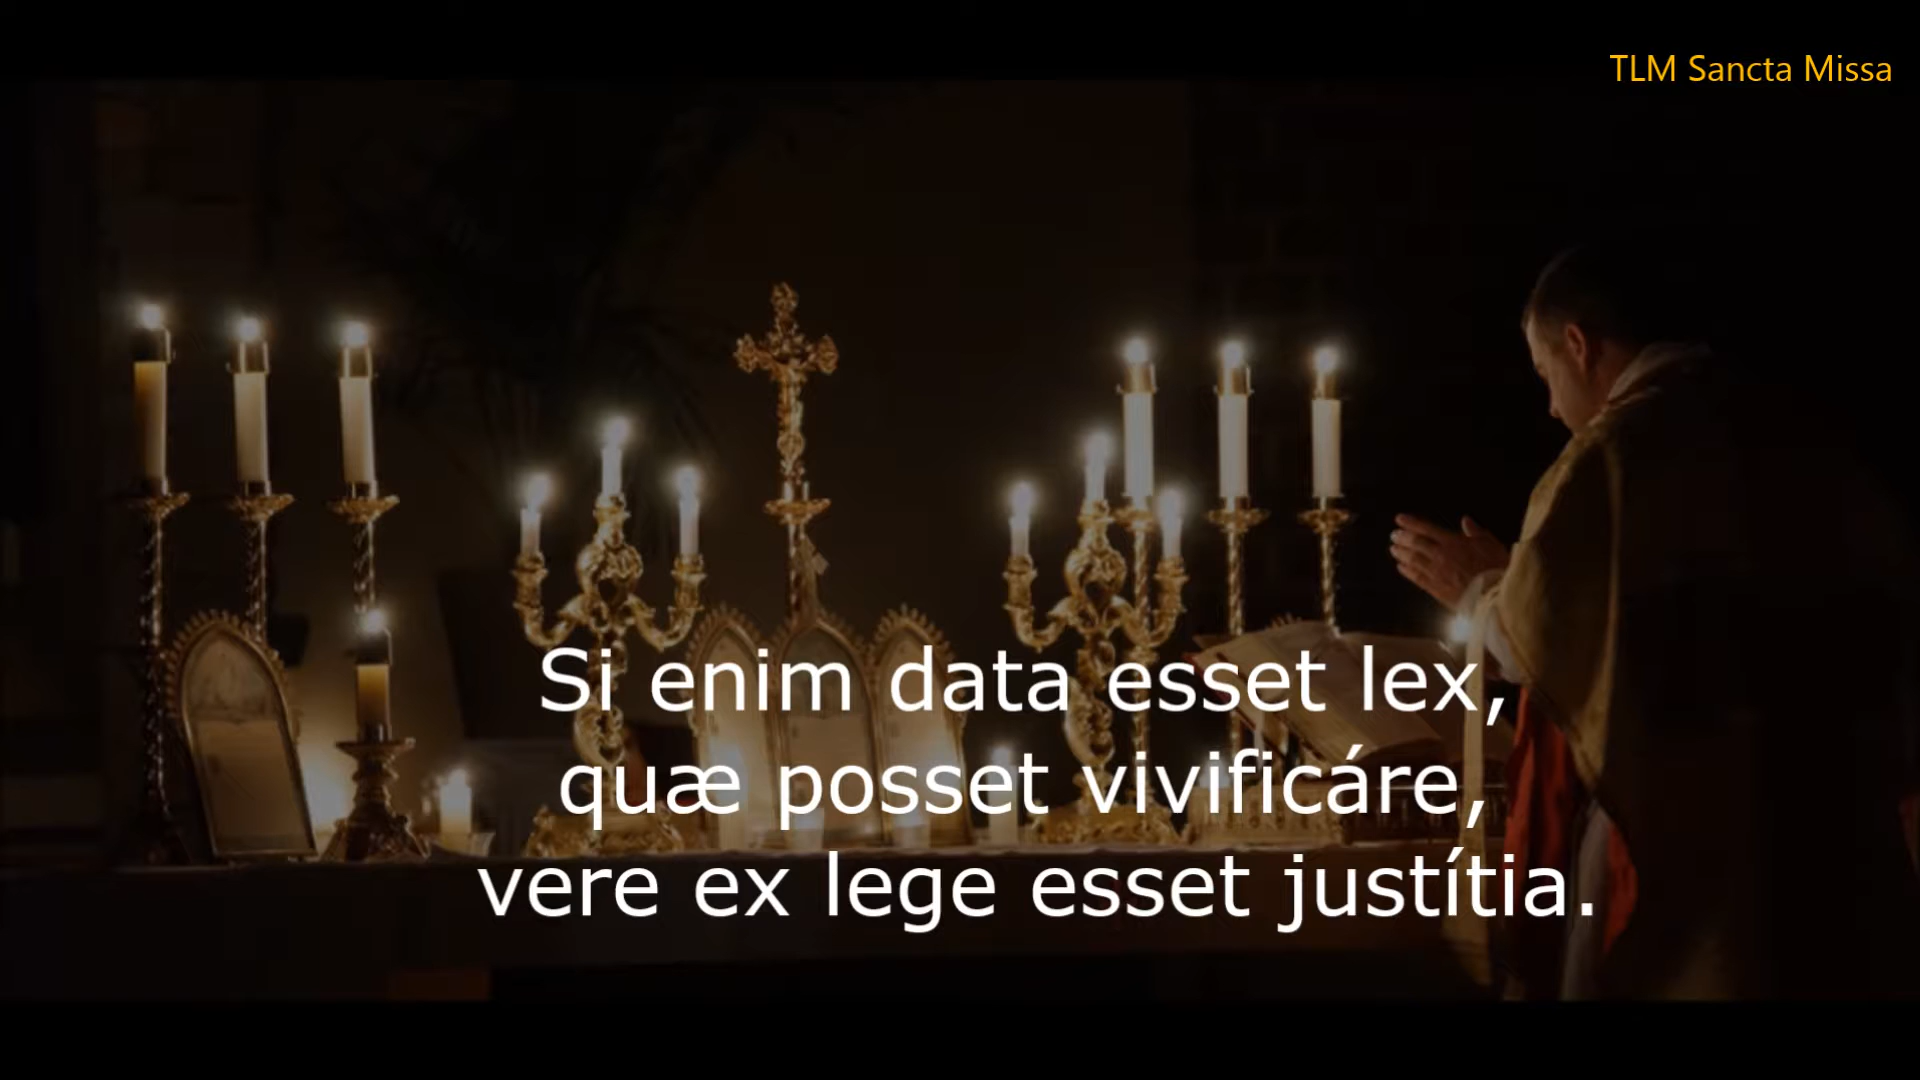 TLM Sancta Missa
Si enim data esset lex,
quæ posset vivificáre,
vere ex lege esset justítia.